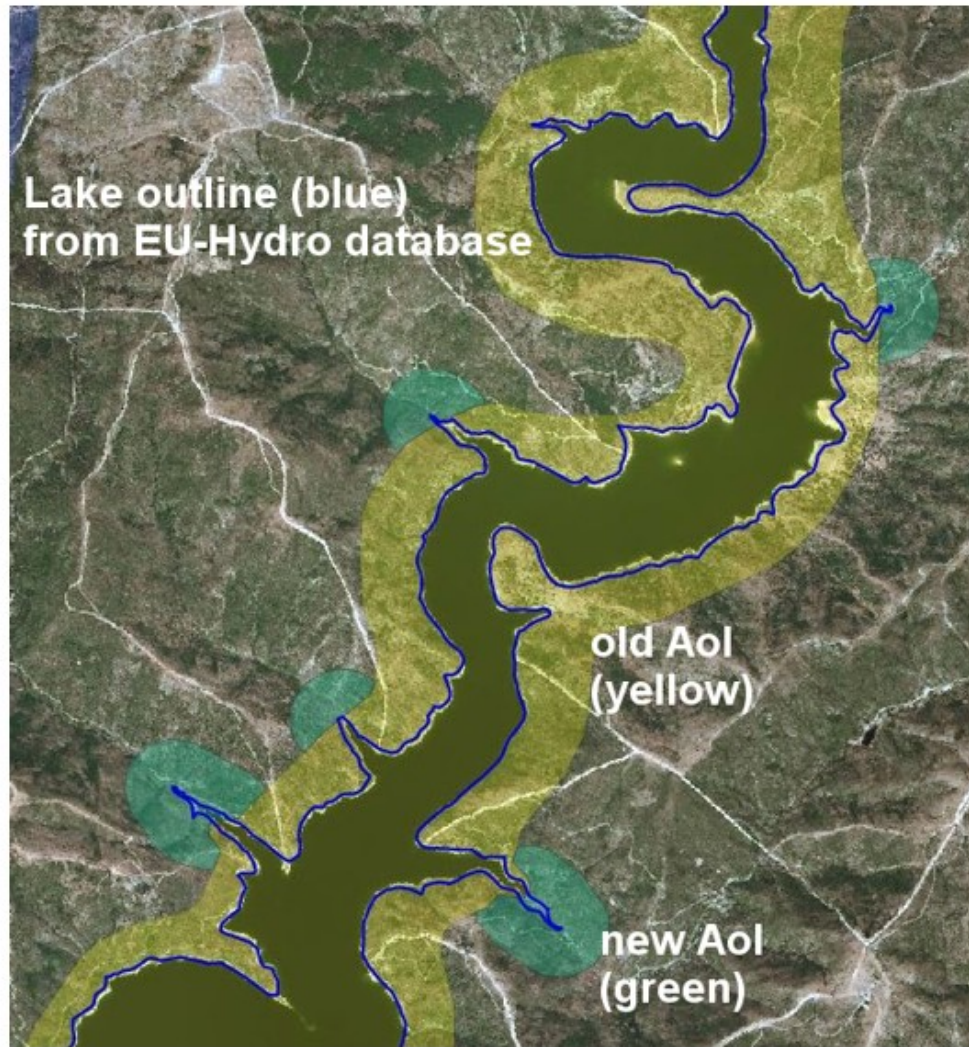 Lake outline (blue)
from EU-Hydro database
old AoI
(yellow)
new AoI
(green)